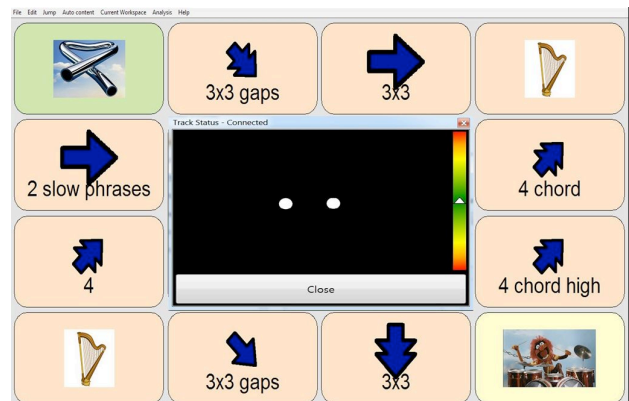 File Edit Jump Auto content Current Workspace Analysis Help
3x3 gaps
3x3
Track Status - Connected
2 slow phrases
4 chord
4
Close
4 chord high
3x3 gaps
3x3